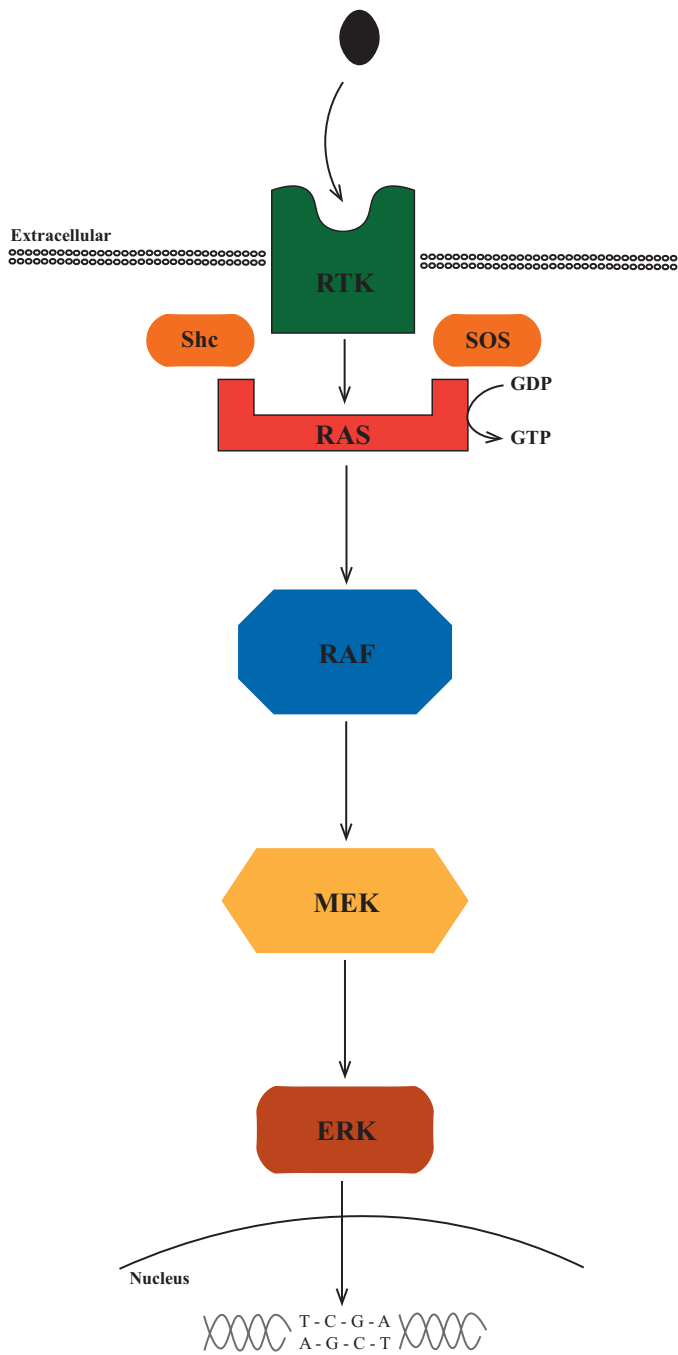 Extracellular
RTK
Shc
SOS
GDP
RAS
GTP
RAF
MEK
ERK
Nucleus
T - C - G - A
A - G - C - T